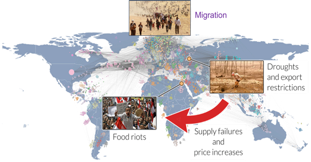 Migration
Droughts
and export
restrictions
Food riots
Supply failures
and
price increases